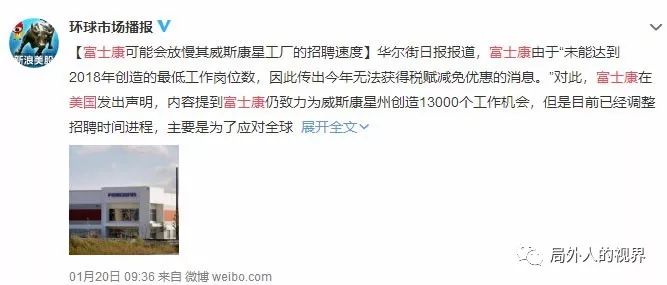 环球市场播报
新浪美股
【富士康可能会放慢其威斯康星工厂的招聘速度】华尔街日报报道，富士康由于“未能达到
2018年创造的最低工作岗位数，因此传出今年无法获得税赋减免优惠的消息。”对此，富士康在
美国发出声明，内容提到富士康仍致力为威斯康星州创造13000个工作机会，但是目前已经调整
招聘时间进程，主要是为了应对全球 展开全文
FOXCONN
局外人的视界
01月20日 09:36 来自 微博 weibo.com